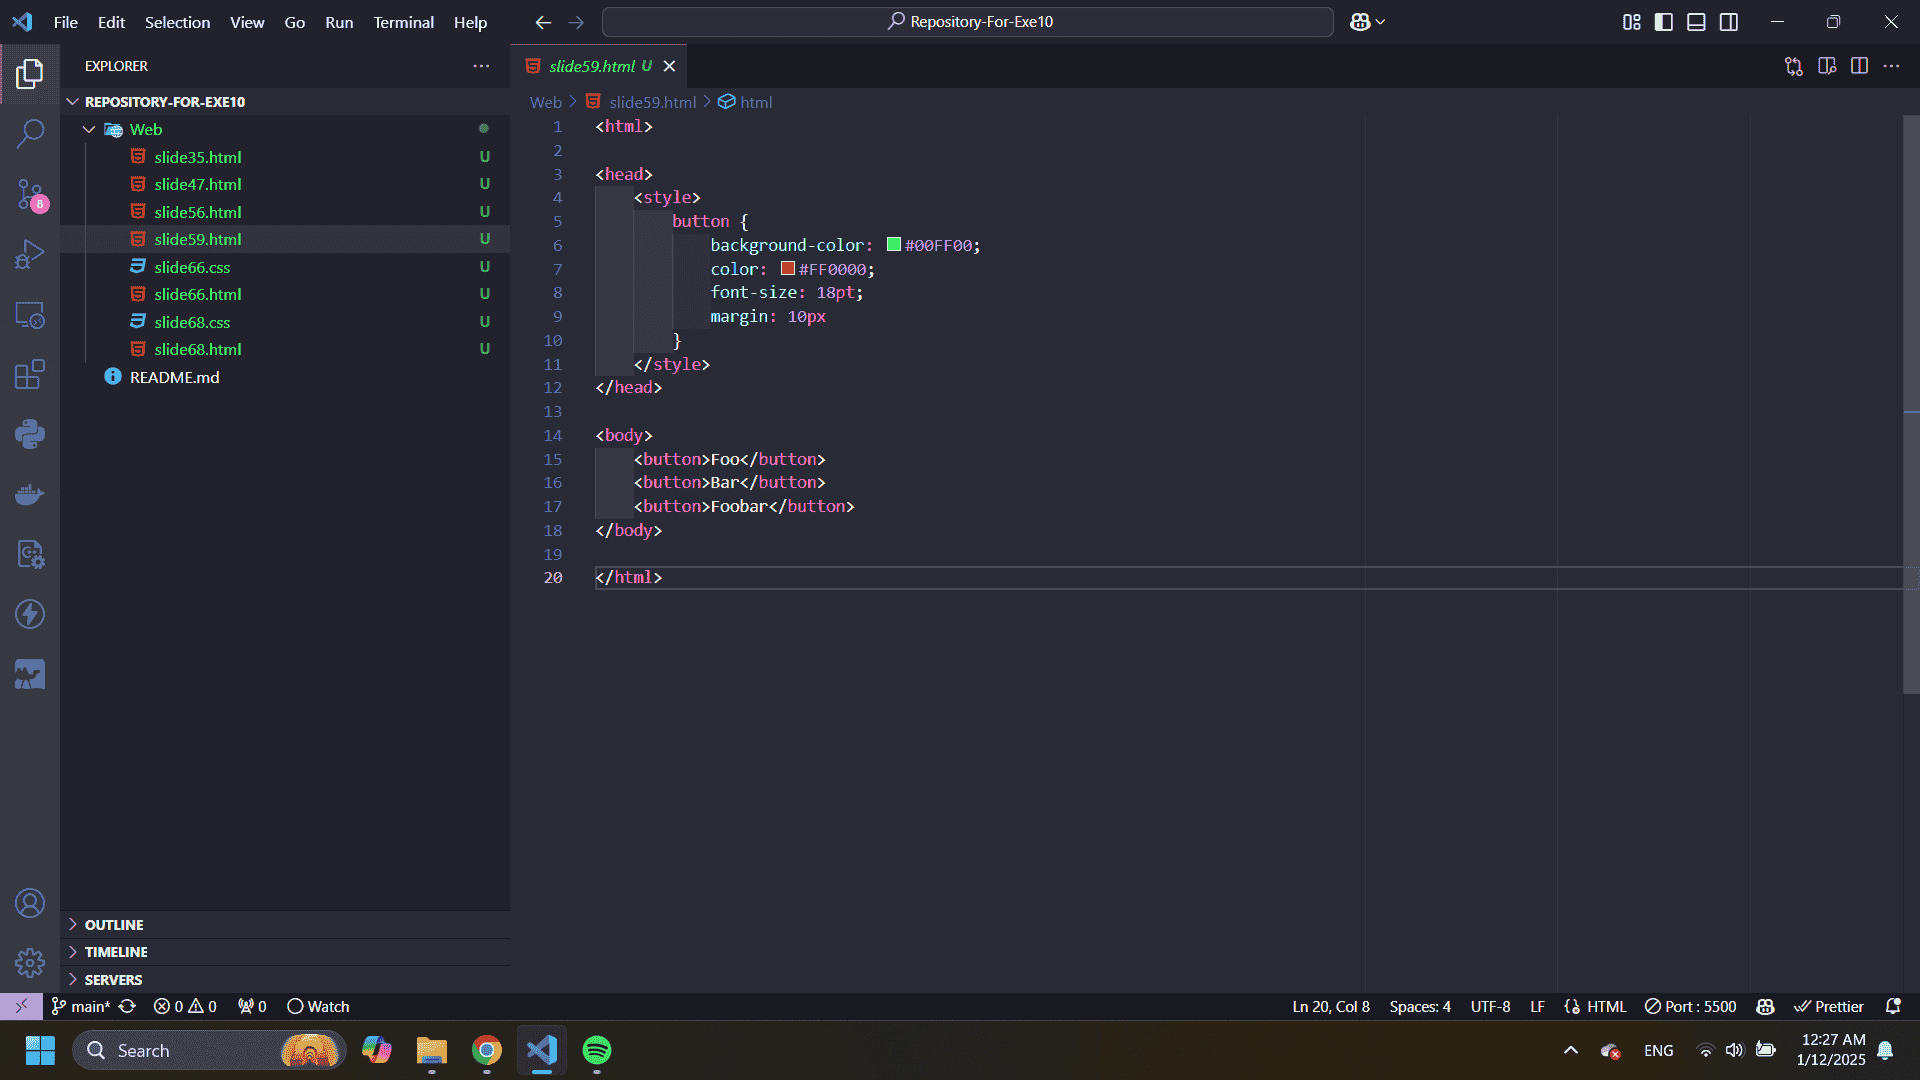 File Edit Selection View Go Run Terminal Help
Repository-For-Exe10
EXPLORER
REPOSITORY-FOR-EXE10
Web
slide35.html U
slide47.html U
slide56.html U
slide59.html U
slide66.css U
slide66.html U
slide68.css U
slide68.html U
README.md
8
OUTLINE
TIMELINE
SERVERS
slide59.html U
Web > slide59.html > html
1 <html>
2
3 <head>
4 <style>
5 button {
6 background-color: #00FF00;
7 color: #FF0000;
8 font-size: 18pt;
9 margin: 10px
10 }
11 </style>
12 </head>
13
14 <body>
15 <button>Foo</button>
16 <button>Bar</button>
17 <button>Foobar</button>
18 </body>
19
20 </html>
main* 0 0 0 Watch
Ln 20, Col 8 Spaces: 4 UTF-8 LF HTML Port : 5500 Prettier
Search
ENG
12:27 AM
1/12/2025